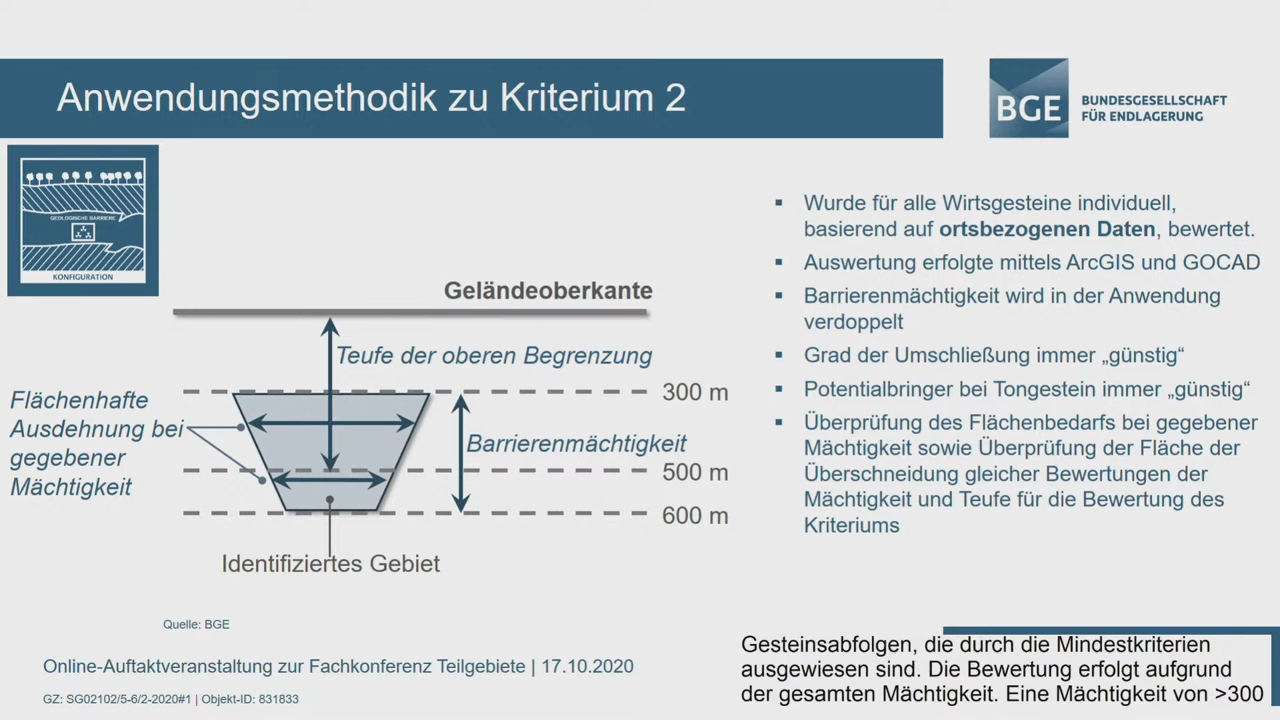 Anwendungsmethodik zu Kriterium 2
BGE
BUNDESGESELLSCHAFT
FÜR ENDLAGERUNG
GEOLOGISCHE BARRIERE
KONFIGURATION
Geländeoberkante
Teufe der oberen Begrenzung
300 m
Flächenhafte
Ausdehnung bei
gegebener
Mächtigkeit
Barrierenmächtigkeit
500 m
600 m
Identifiziertes Gebiet
▪ Wurde für alle Wirtsgesteine individuell,
basierend auf ortsbezogenen Daten, bewertet.
▪ Auswertung erfolgte mittels ArcGIS und GOCAD
▪ Barrierenmächtigkeit wird in der Anwendung
verdoppelt
▪ Grad der Umschließung immer „günstig“
▪ Potentialbringer bei Tongestein immer „günstig“
▪ Überprüfung des Flächenbedarfs bei gegebener
Mächtigkeit sowie Überprüfung der Fläche der
Überschneidung gleicher Bewertungen der
Mächtigkeit und Teufe für die Bewertung des
Kriteriums
Quelle: BGE
Online-Auftaktveranstaltung zur Fachkonferenz Teilgebiete | 17.10.2020
GZ: SG02102/5-6/2-2020#1 | Objekt-ID: 831833
Gesteinsabfolgen, die durch die Mindestkriterien
ausgewiesen sind. Die Bewertung erfolgt aufgrund
der gesamten Mächtigkeit. Eine Mächtigkeit von >300